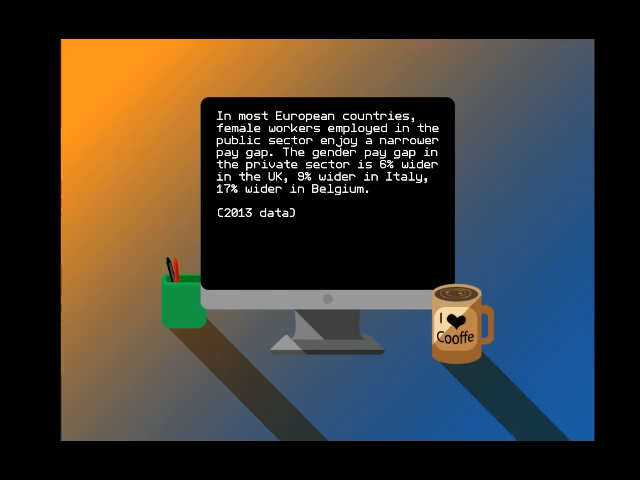 In most European countries,
female workers employed in the
public sector enjoy a narrower
pay gap. The gender pay gap in
the private sector is 6% wider
in the UK, 9% wider in Italy,
17% wider in Belgium.
(2013 data)
I
Cooffe